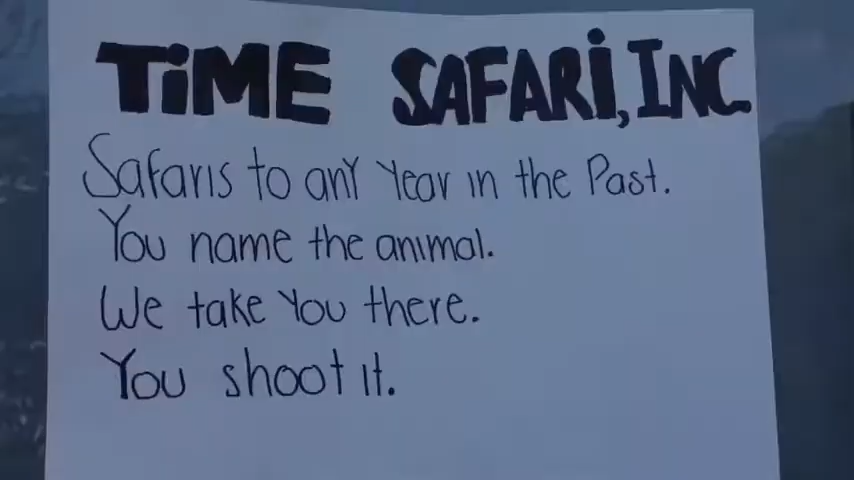 TiME SAFARi, INC.
Safaris to any Year in the Past.
You name the animal.
We take You there.
You shoot it.